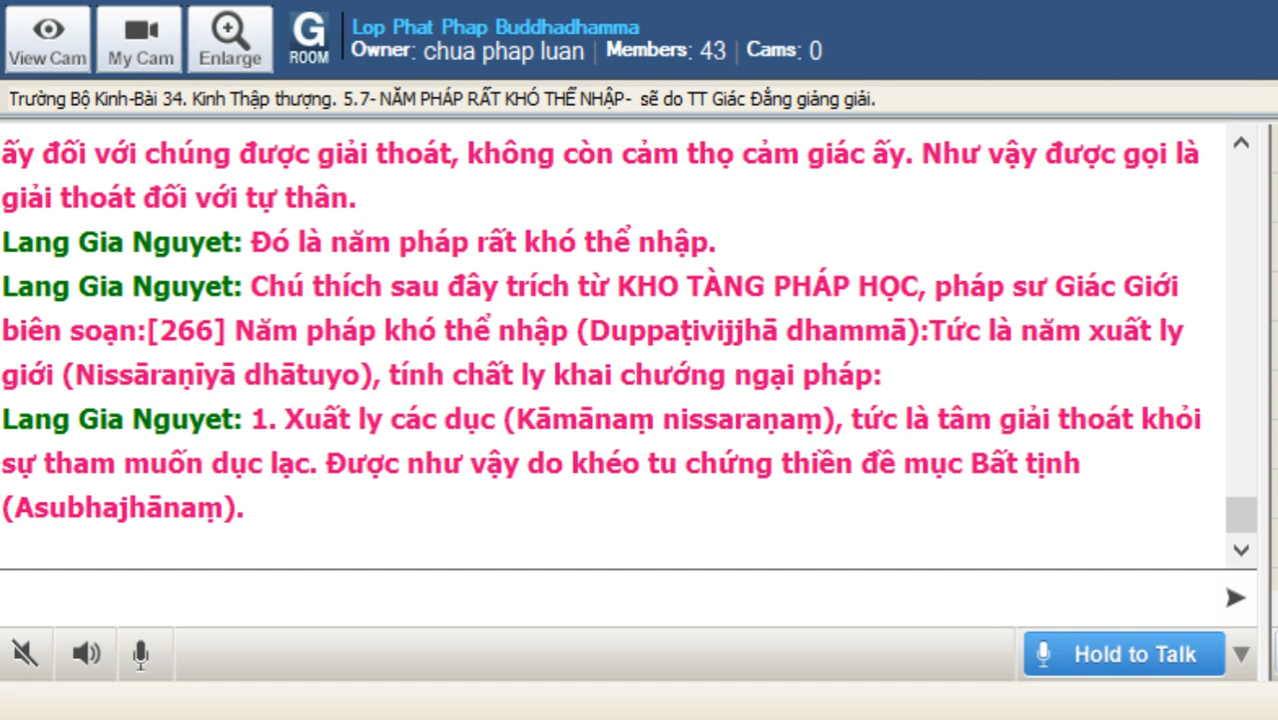 View Cam
My Cam
Enlarge
G
ROOM
Lop Phat Phap Buddhadhamma
Owner: chua phap luan | Members: 43 | Cams: 0
Trường Bộ Kinh-Bài 34. Kinh Thập thượng. 5.7- NĂM PHÁP RẤT KHÓ THỂ NHẬP- sẽ do TT Giác Đẳng giảng giải.
ấy đối với chúng được giải thoát, không còn cảm thọ cảm giác ấy. Như vậy được gọi là
giải thoát đối với tự thân.
Lang Gia Nguyet: Đó là năm pháp rất khó thể nhập.
Lang Gia Nguyet: Chú thích sau đây trích từ KHO TÀNG PHÁP HỌC, pháp sư Giác Giới
biên soạn:[266] Năm pháp khó thể nhập (Duppaṭivijjhā dhammā):Tức là năm xuất ly
giới (Nissāraṇīyā dhātuyo), tính chất ly khai chướng ngại pháp:
Lang Gia Nguyet: 1. Xuất ly các dục (Kāmānaṃ nissaraṇaṃ), tức là tâm giải thoát khỏi
sự tham muốn dục lạc. Được như vậy do khéo tu chứng thiền đề mục Bất tịnh
(Asubhajhānaṃ).
Hold to Talk